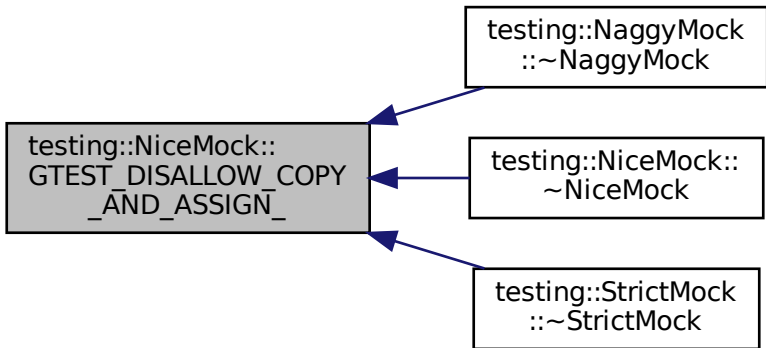 testing::NiceMock::
GTEST_DISALLOW_COPY
_AND_ASSIGN_
testing::NaggyMock
::~NaggyMock
testing::NiceMock::
~NiceMock
testing::StrictMock
::~StrictMock